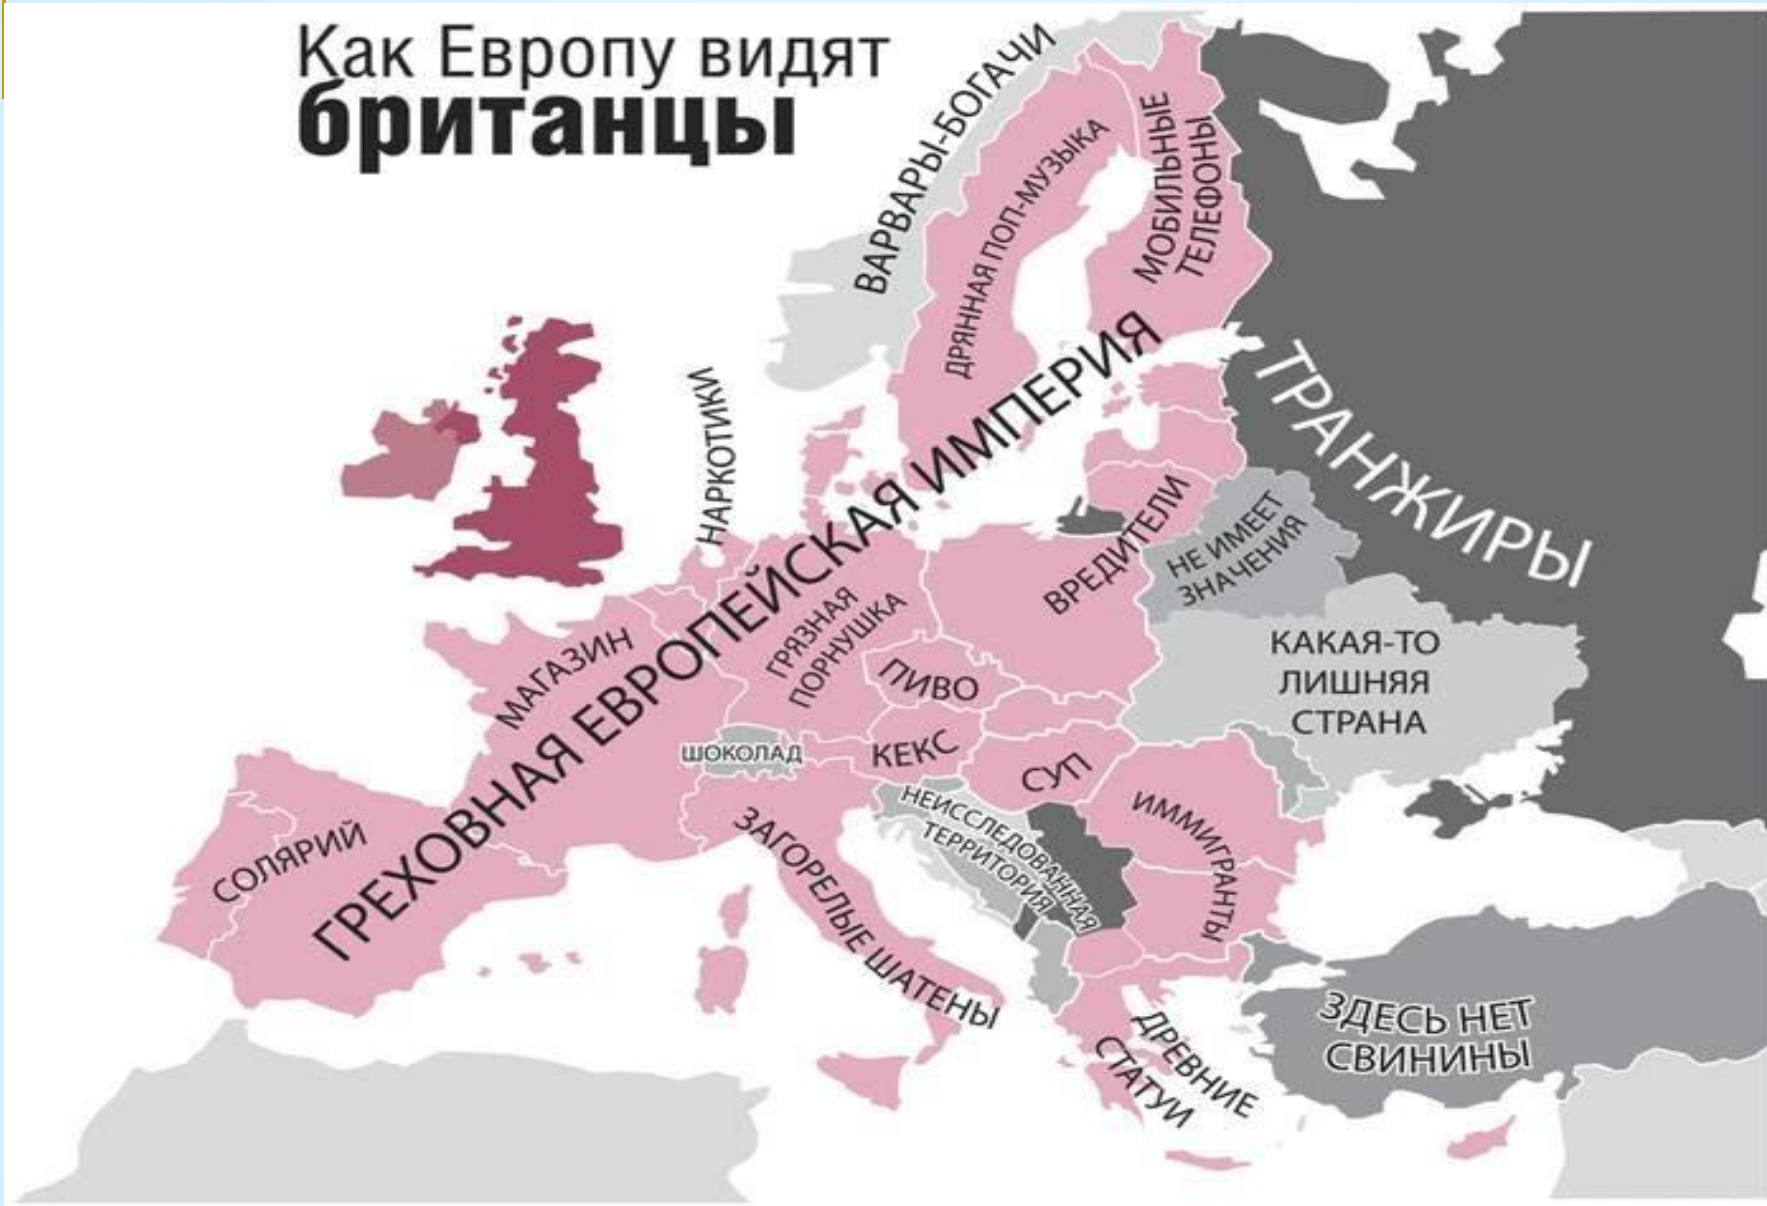 Как Европу видят
британцы
ВАРВАРЫ-БОГАЧИ
ДРЯННАЯ ПОП-МУЗЫКА
МОБИЛЬНЫЕ
ТЕЛЕФОНЫ
НАРКОТИКИ
ГРЕХОВНАЯ ЕВРОПЕЙСКАЯ ИМПЕРИЯ
ТРАНЖИРЫ
ВРЕДИТЕЛИ
НЕ ИМЕЕТ
ЗНАЧЕНИЯ
ГРЯЗНАЯ
ПОРНУШКА
МАГАЗИН
ПИВО
КАКАЯ-ТО
ЛИШНЯЯ
СТРАНА
ШОКОЛАД
КЕКС
СУП
НЕИССЛЕДОВАННАЯ
ТЕРРИТОРИЯ
ИММИГРАНТЫ
СОЛЯРИЙ
ЗАГОРЕЛЫЕ ШАТЕНЫ
ДРЕВНИЕ
СТАТУИ
ЗДЕСЬ НЕТ
СВИНИНЫ